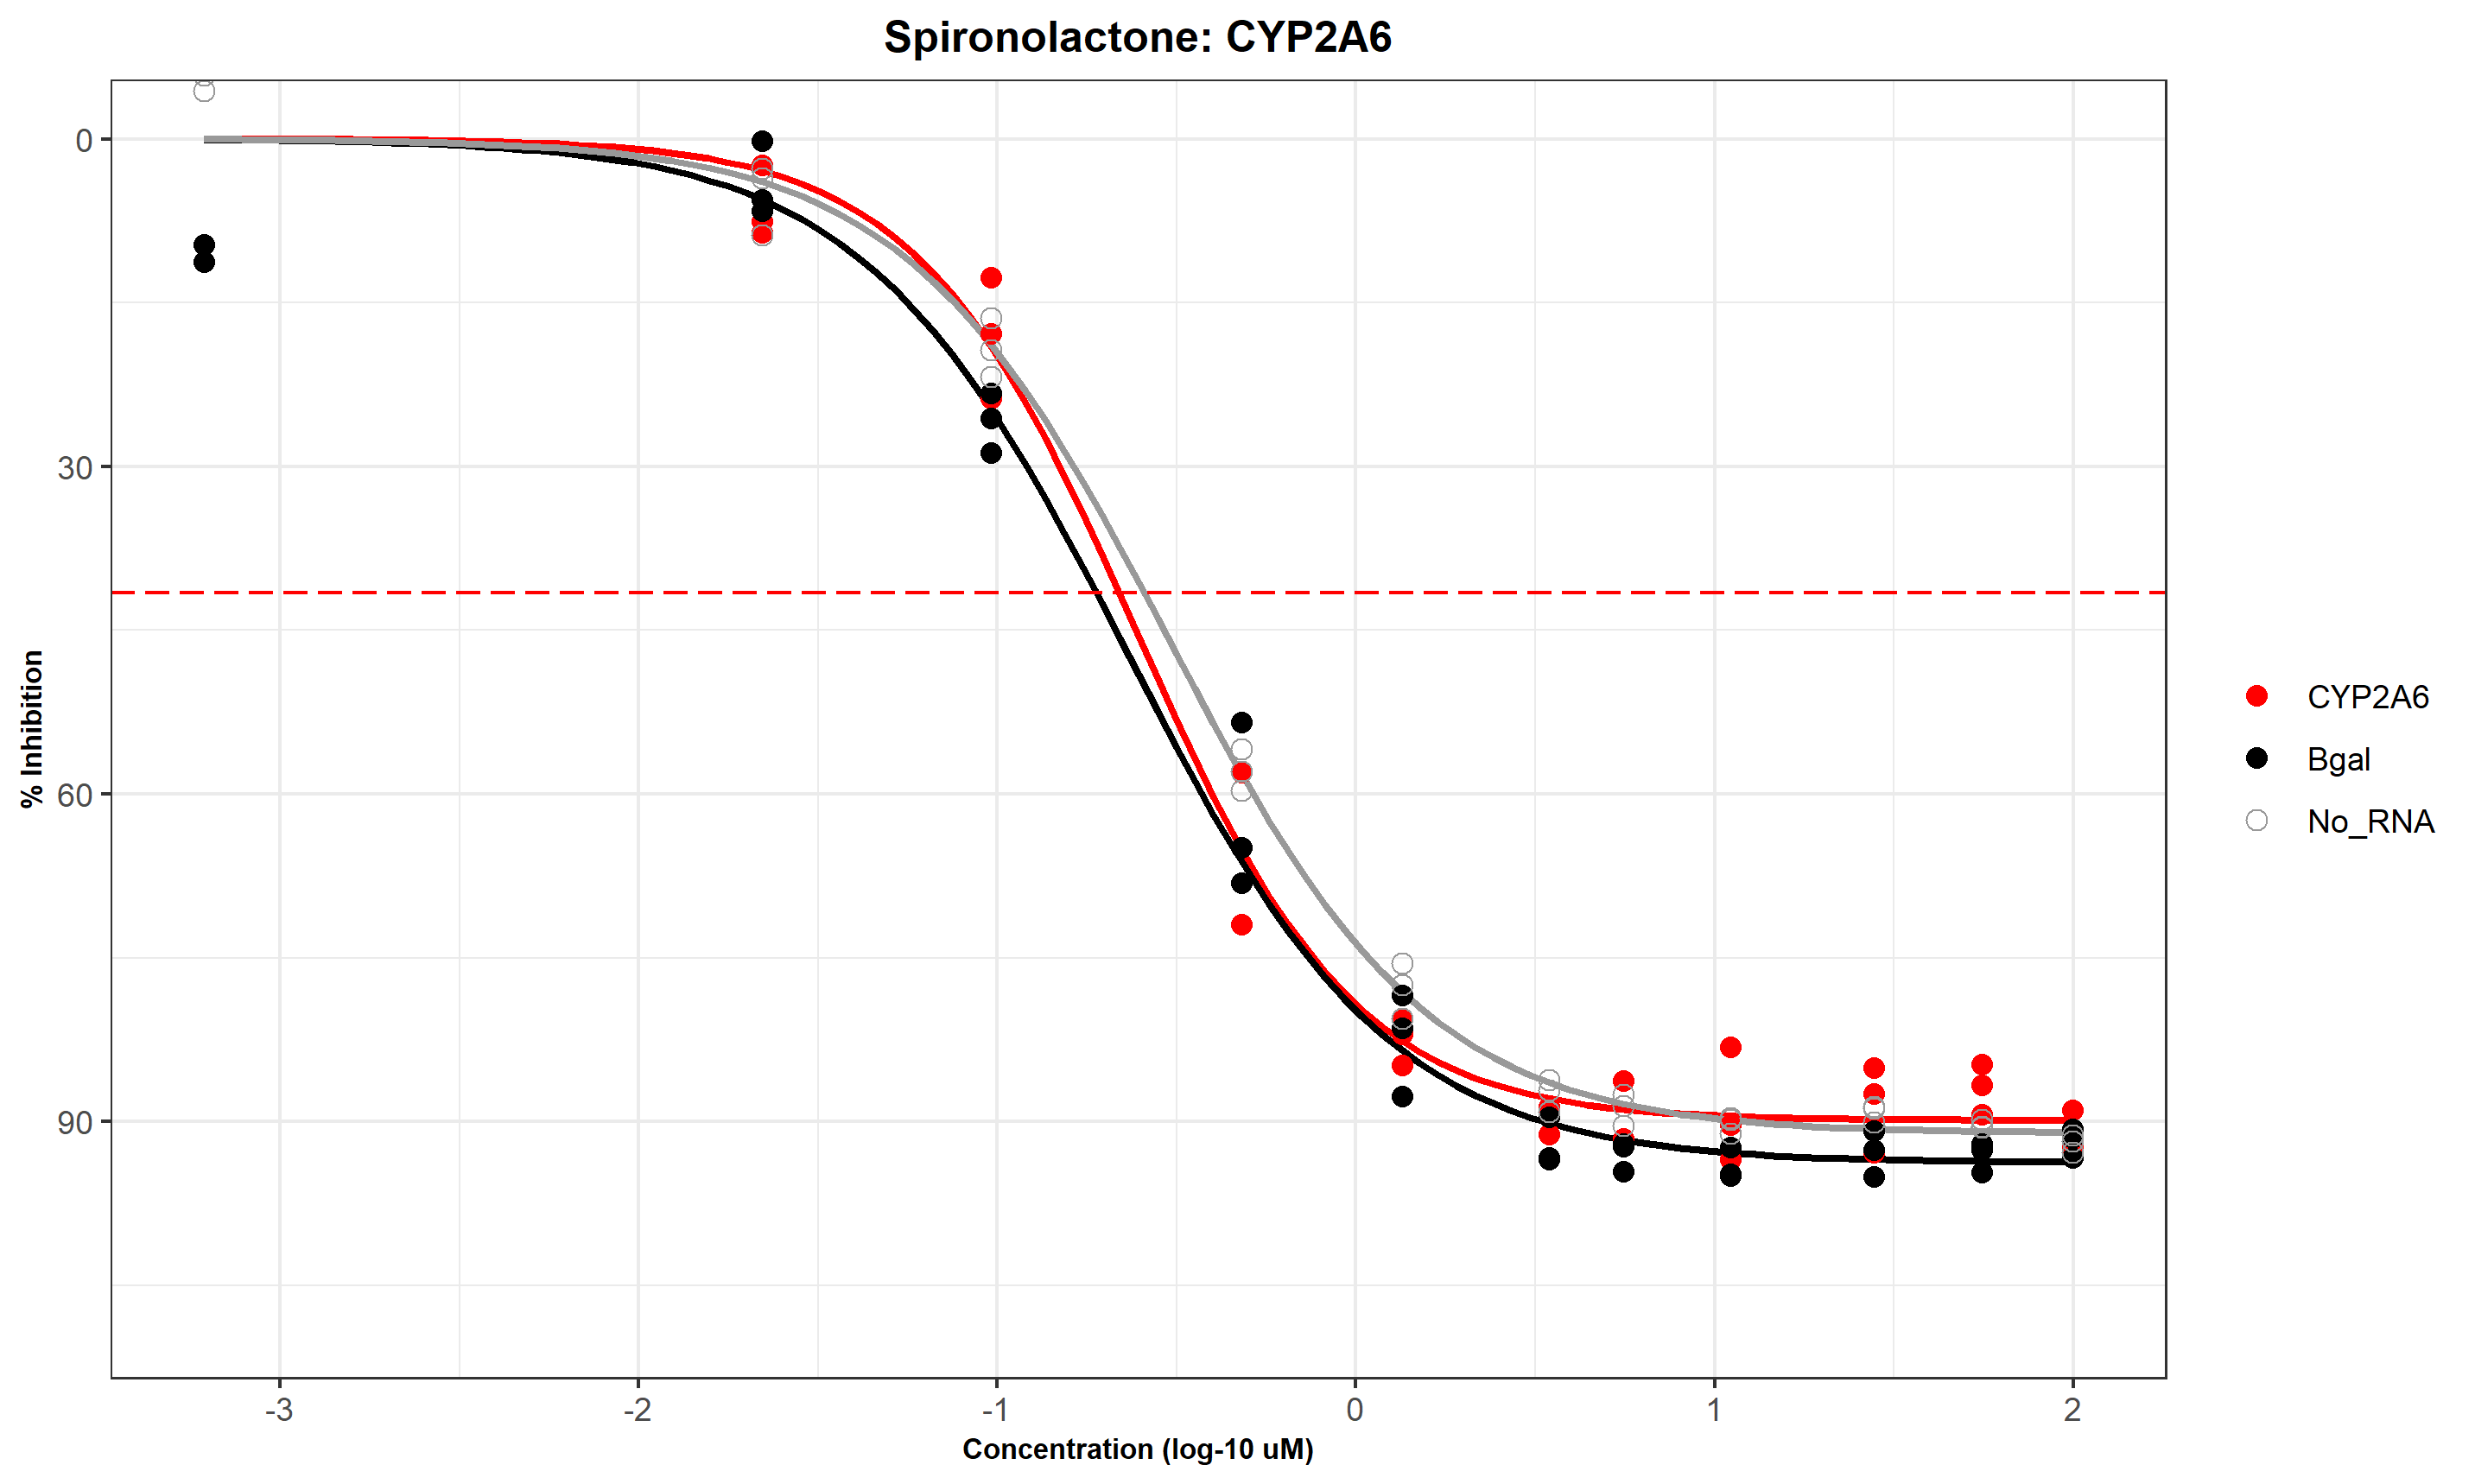 Spironolactone: CYP2A6
% Inhibition
0
30
60
90
-3
-2
-1
0
1
2
Concentration (log-10 uM)
CYP2A6
Bgal
No_RNA